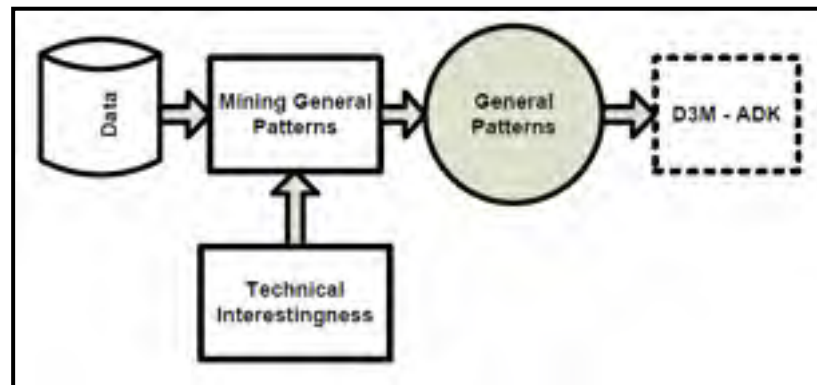 Data
Mining General
Patterns
General
Patterns
D3M - ADK
Technical
Interestingness